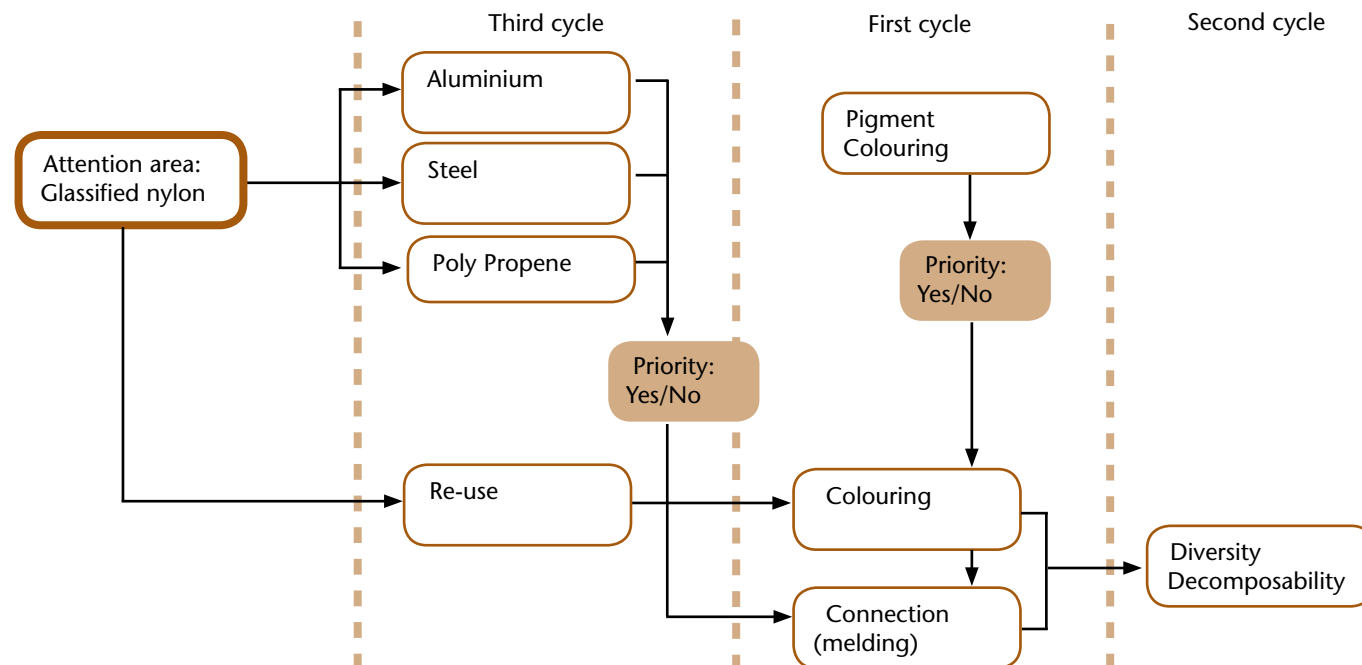 Third cycle
First cycle
Second cycle
Aluminium
Pigment
Colouring
Attention area:
Glassified nylon
Steel
Poly Propene
Priority:
Yes/No
Priority:
Yes/No
Re-use
Colouring
Diversity
Decomposability
Connection
(melding)